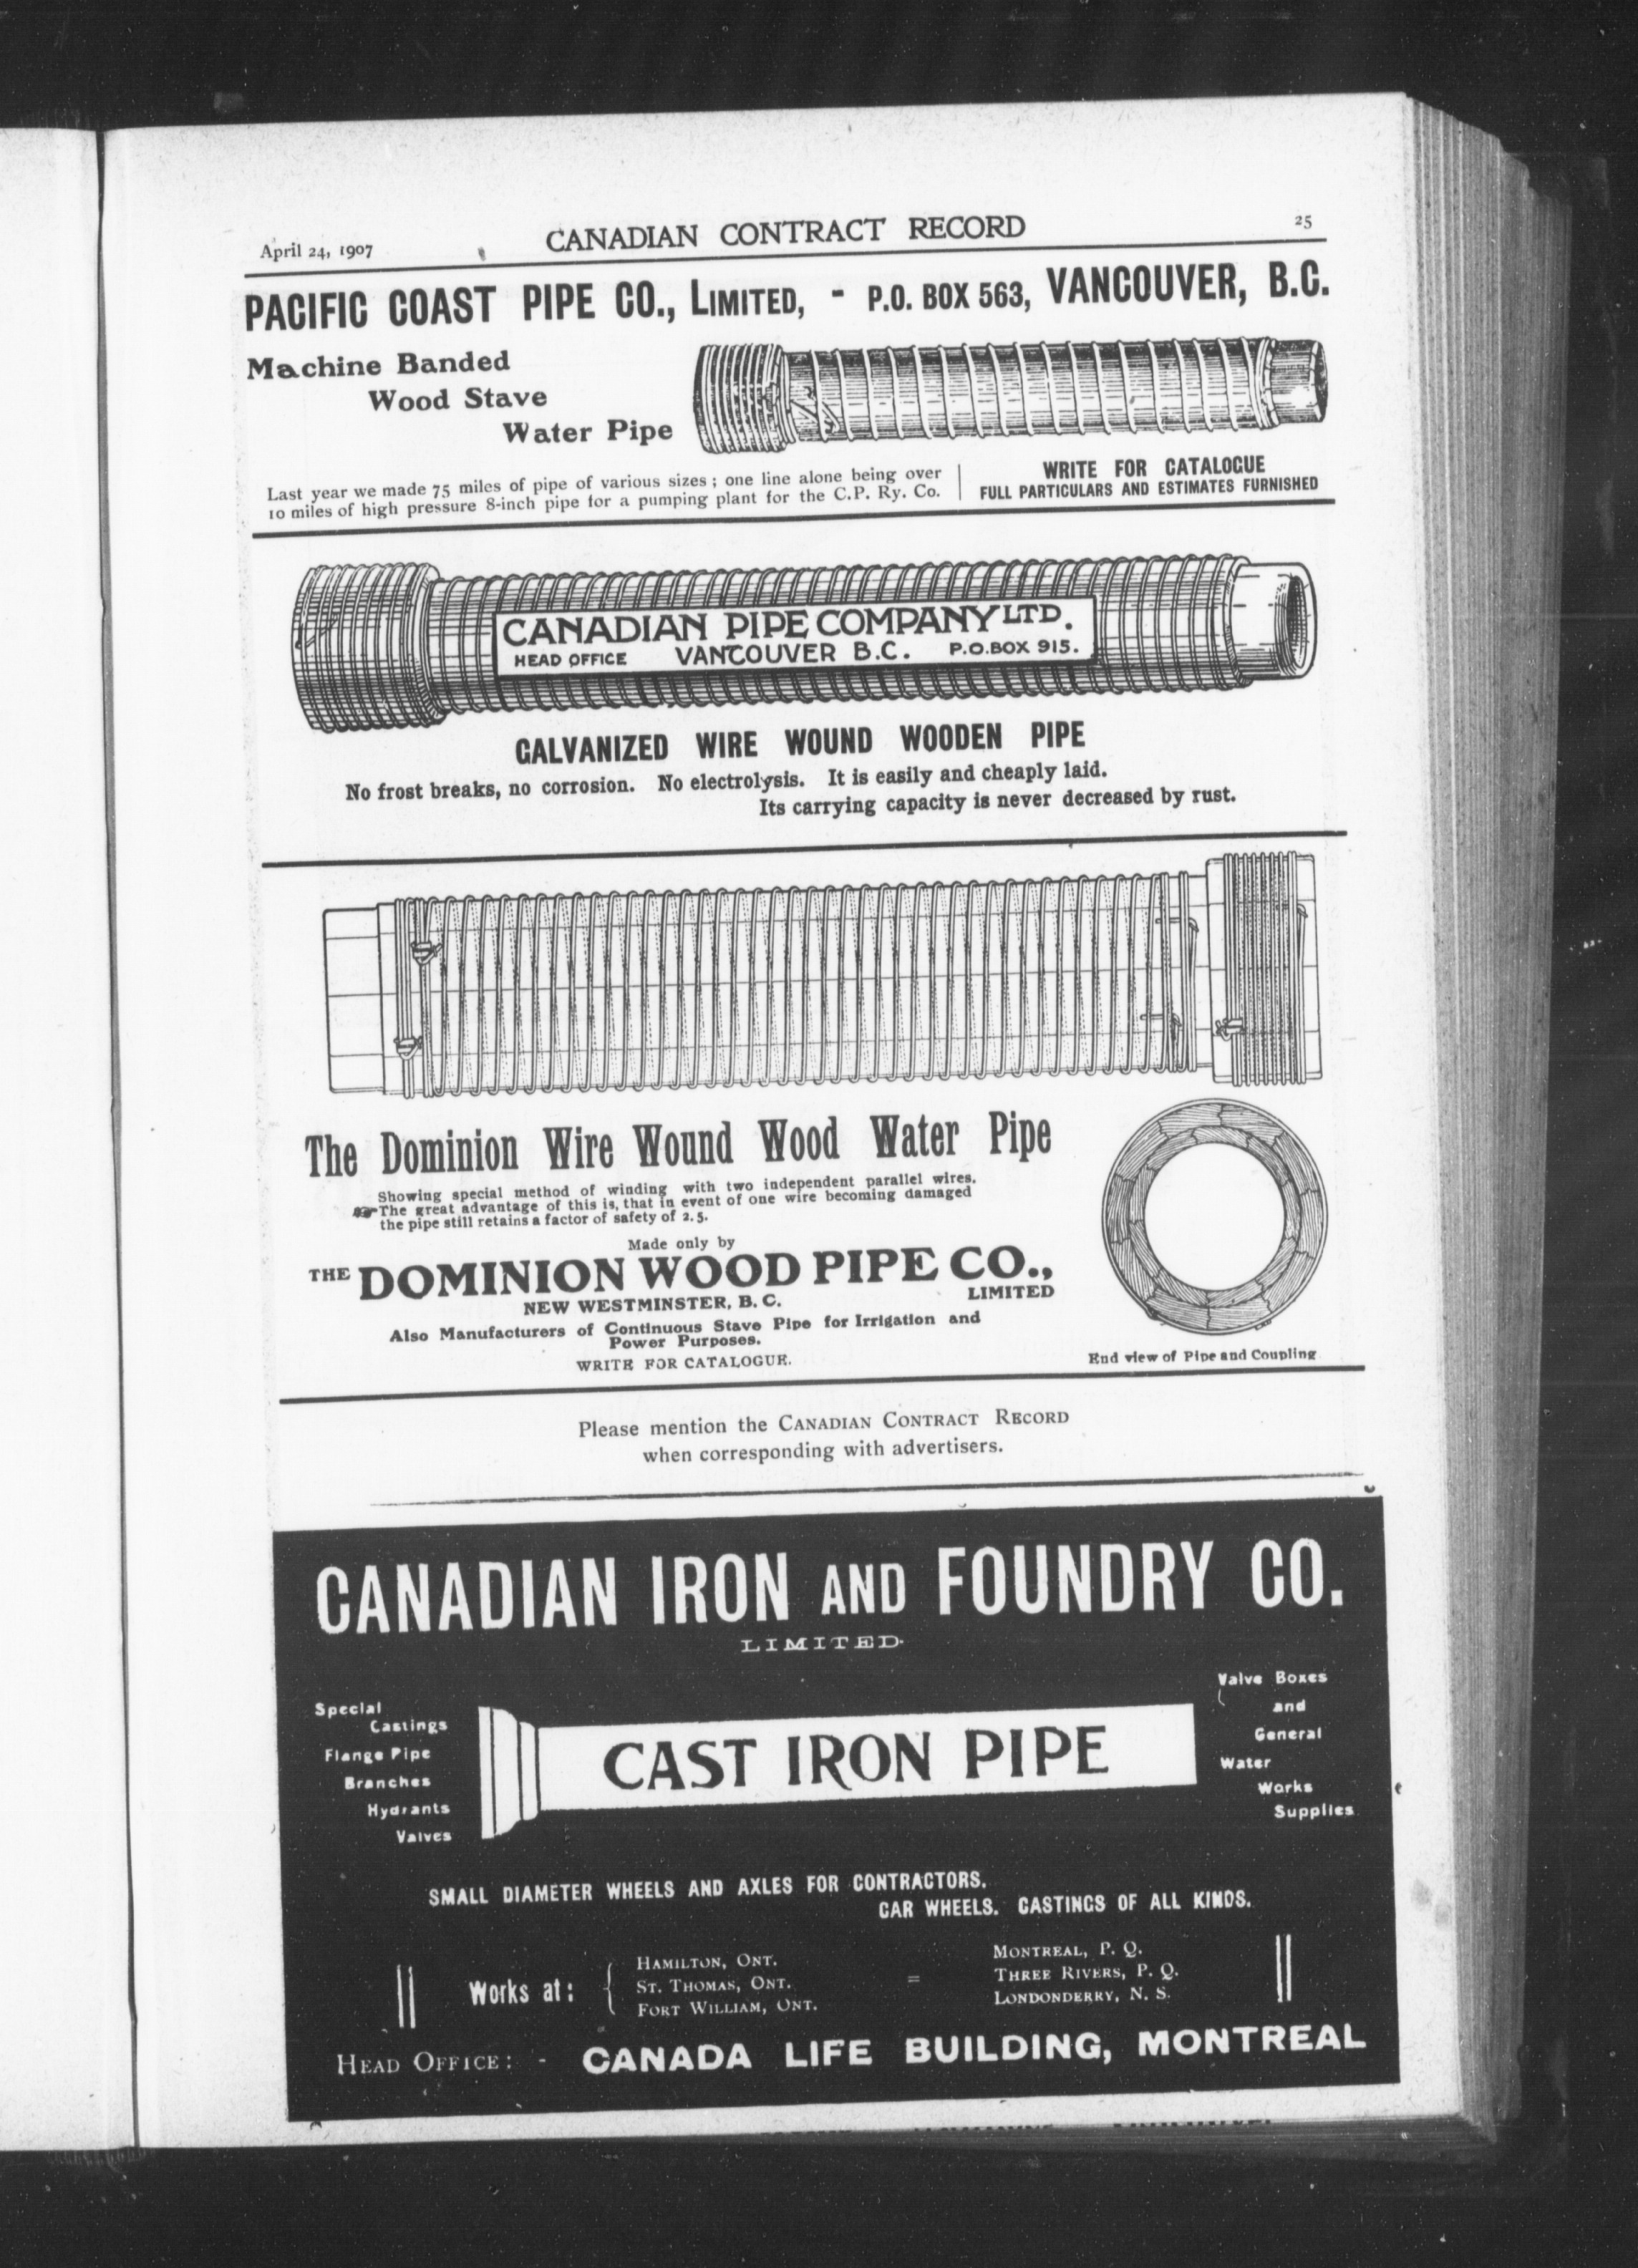 April 24, 1907 CANADIAN CONTRACT RECORD 25
PACIFIC COAST PIPE CO., LIMITED, - P.O. BOX 563, VANCOUVER, B.C.
Machine Banded
Wood Stave
Water Pipe
Last year we made 75 miles of pipe of various sizes; one line alone being over
10 miles of high pressure 8-inch pipe for a pumping plant for the C.P. Ry. Co.
WRITE FOR CATALOGUE
FULL PARTICULARS AND ESTIMATES FURNISHED
CANADIAN PIPE COMPANY LTD.
HEAD OFFICE VANCOUVER B.C. P.O.BOX 915.
GALVANIZED WIRE WOUND WOODEN PIPE
No frost breaks, no corrosion. No electrolysis. It is easily and cheaply laid.
Its carrying capacity is never decreased by rust.
The Dominion Wire Wound Wood Water Pipe
Showing special method of winding with two independent parallel wires.
The great advantage of this is, that in event of one wire becoming damaged
the pipe still retains a factor of safety of 2.5.
Made only by
THE DOMINION WOOD PIPE CO.,
LIMITED
NEW WESTMINSTER, B. C.
Also Manufacturers of Continuous Stave Pipe for Irrigation and
Power Purposes.
WRITE FOR CATALOGUE.
End view of Pipe and Coupling
Please mention the CANADIAN CONTRACT RECORD
when corresponding with advertisers.
CANADIAN IRON AND FOUNDRY CO.
LIMITED
Special
Castings
Flange Pipe
Branches
Hydrants
Valves
CAST IRON PIPE
Valve Boxes
and
General
Water
Works
Supplies
SMALL DIAMETER WHEELS AND AXLES FOR CONTRACTORS.
CAR WHEELS. CASTINGS OF ALL KINDS.
Works at:
HAMILTON, ONT.
ST. THOMAS, ONT.
FORT WILLIAM, ONT.
=
MONTREAL, P. Q.
THREE RIVERS, P. Q.
LONDONDERRY, N. S.
HEAD OFFICE: - CANADA LIFE BUILDING, MONTREAL